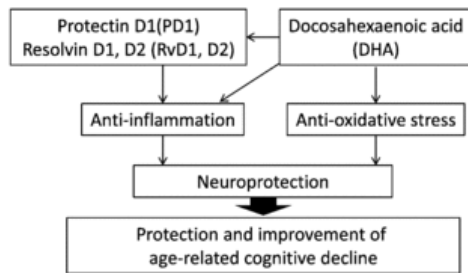 Protectin D1(PD1)
Resolvin D1, D2 (RvD1, D2)
Docosahexaenoic acid
(DHA)
Anti-inflammation
Anti-oxidative stress
Neuroprotection
Protection and improvement of
age-related cognitive decline